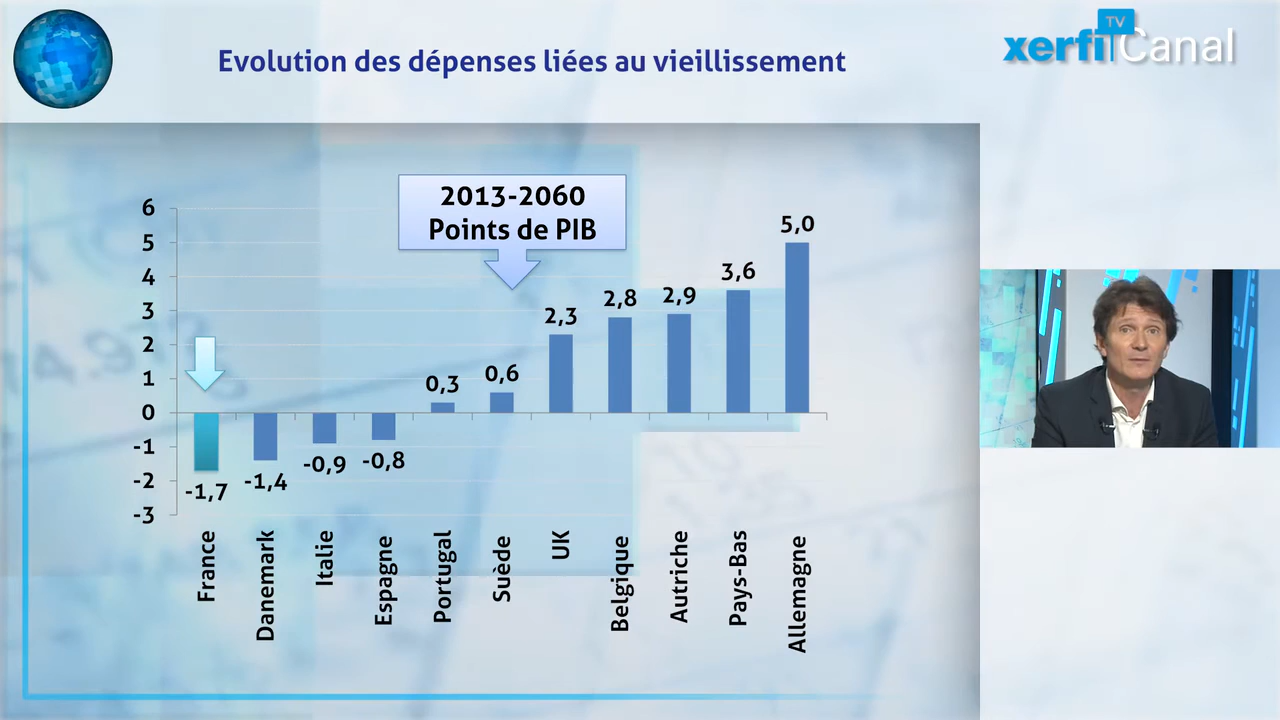 Evolution des dépenses liées au vieillissement
xerfi TV Canal
2013-2060
Points de PIB
6
5
4
3
2
1
0
-1
-2
-3
-1,7
-1,4
-0,9
-0,8
0,3
0,6
2,3
2,8
2,9
3,6
5,0
France
Danemark
Italie
Espagne
Portugal
Suède
UK
Belgique
Autriche
Pays-Bas
Allemagne